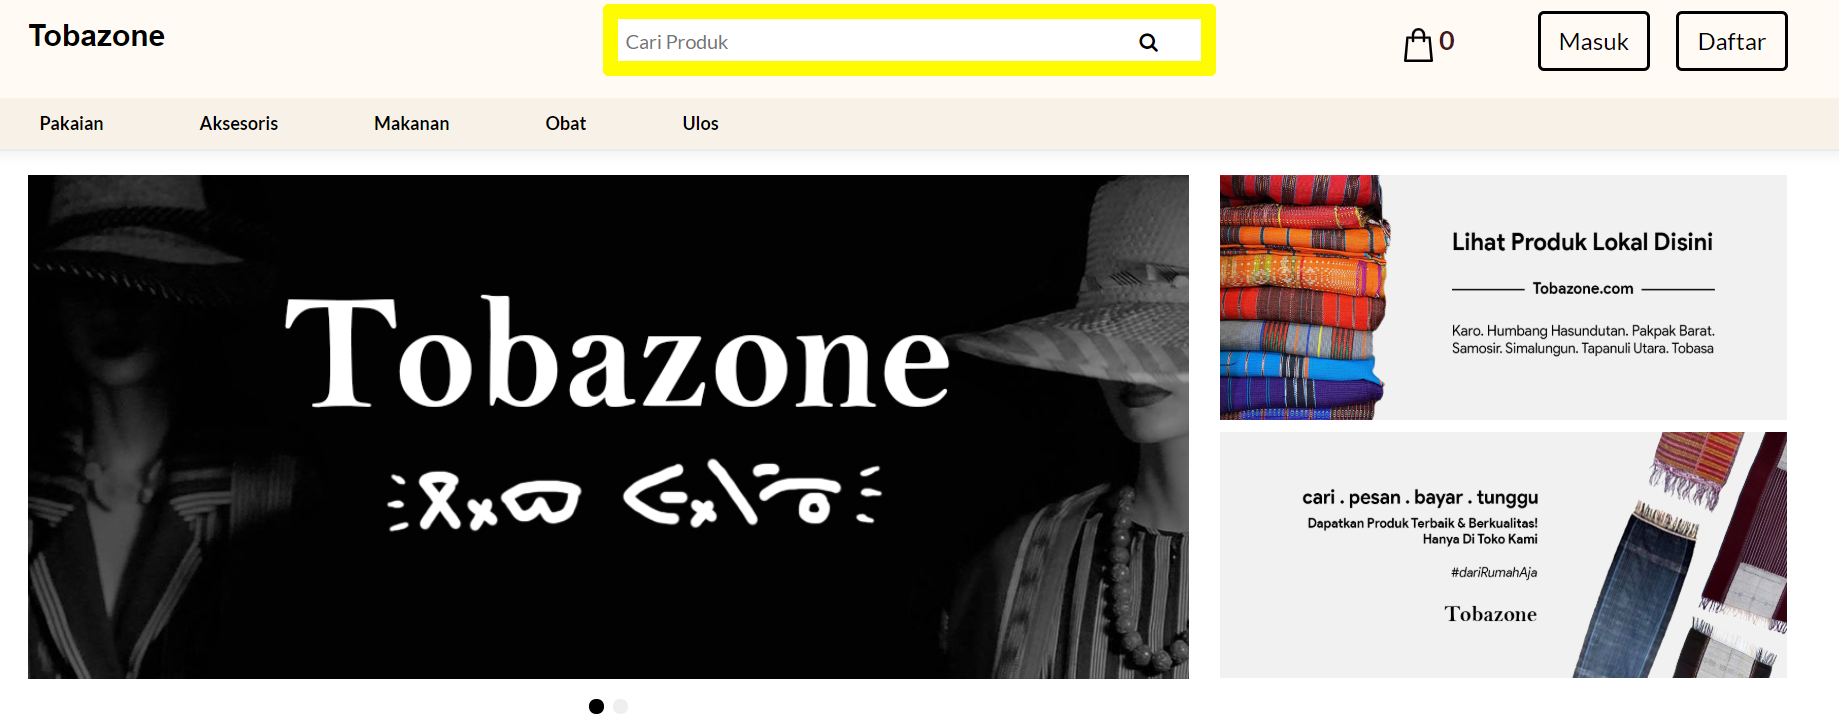 Tobazone
Cari Produk
0
Masuk
Daftar
Pakaian
Aksesoris
Makanan
Obat
Ulos
Tobazone
Lihat Produk Lokal Disini
Tobazone.com
Karo. Humbang Hasundutan. Pakpak Barat.
Samosir. Simalungun. Tapanuli Utara. Tobasa
cari . pesan . bayar . tunggu
Dapatkan Produk Terbaik & Berkualitas!
Hanya Di Toko Kami
#dariRumahAja
Tobazone